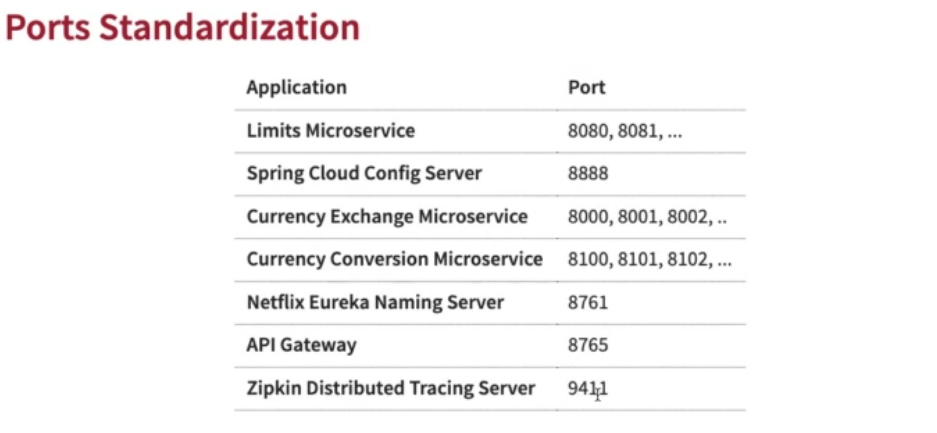 Ports Standardization
Application Port
Limits Microservice 8080, 8081, ...
Spring Cloud Config Server 8888
Currency Exchange Microservice 8000, 8001, 8002, ..
Currency Conversion Microservice 8100, 8101, 8102, ...
Netflix Eureka Naming Server 8761
API Gateway 8765
Zipkin Distributed Tracing Server 9411